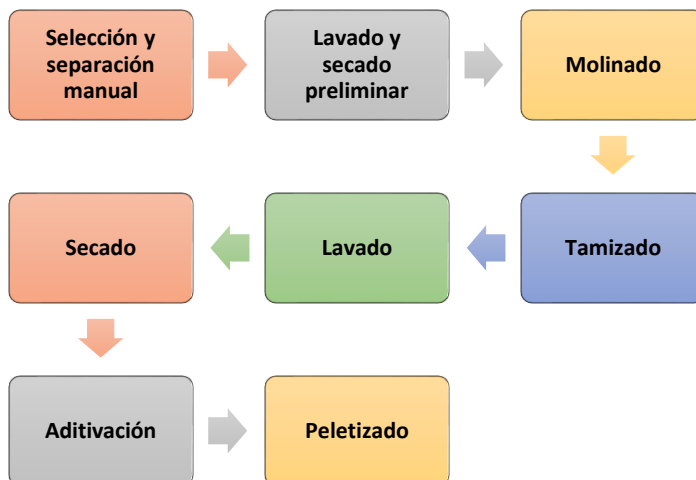 Selección y
separación
manual
Lavado y
secado
preliminar
Molinado
Tamizado
Lavado
Secado
Aditivación
Peletizado